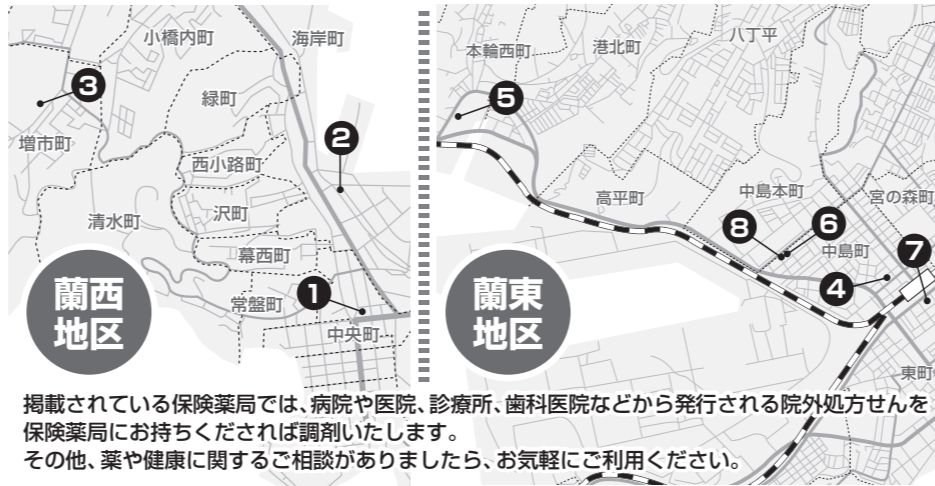 小橋内町
海岸町
3
緑町
2
増市町
西小路町
清水町
沢町
幕西町
蘭西
地区
常盤町
1
中央町
本輪西町
港北町
八丁平
5
高平町
中島本町
宮の森町
8
6
中島町
7
4
蘭東
地区
東町
掲載されている保険薬局では、病院や医院、診療所、歯科医院などから発行される院外処方せんを
保険薬局にお持ちくだされば調剤いたします。
その他、薬や健康に関するご相談がありましたら、お気軽にご利用ください。